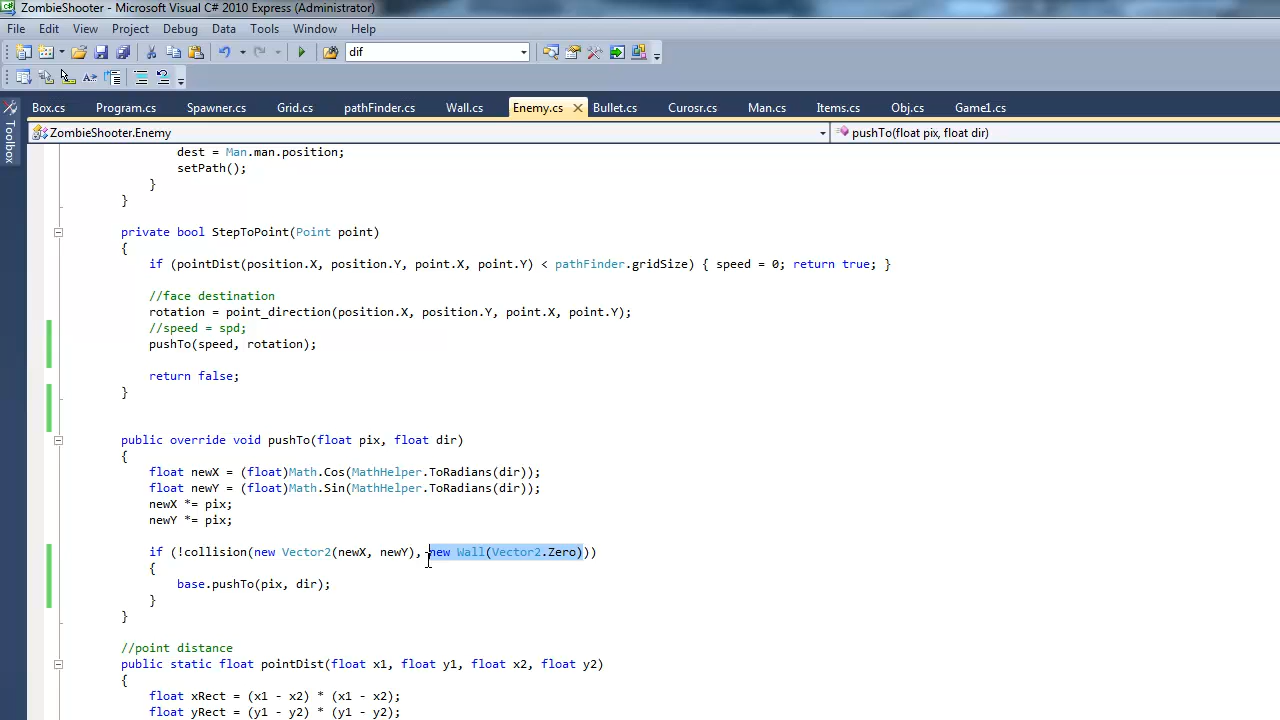 ZombieShooter - Microsoft Visual C# 2010 Express (Administrator)
File Edit View Project Debug Data Tools Window Help
dif
Box.cs Program.cs Spawner.cs Grid.cs pathFinder.cs Wall.cs Enemy.cs Bullet.cs Curosr.cs Man.cs Items.cs Obj.cs Game1.cs
Toolbox
ZombieShooter.Enemy pushTo(float pix, float dir)
dest = Man.man.position;
setPath();
}
}
private bool StepToPoint(Point point)
{
if (pointDist(position.X, position.Y, point.X, point.Y) < pathFinder.gridSize) { speed = 0; return true; }
//face destination
rotation = point_direction(position.X, position.Y, point.X, point.Y);
//speed = spd;
pushTo(speed, rotation);
return false;
}
public override void pushTo(float pix, float dir)
{
float newX = (float)Math.Cos(MathHelper.ToRadians(dir));
float newY = (float)Math.Sin(MathHelper.ToRadians(dir));
newX *= pix;
newY *= pix;
if (!collision(new Vector2(newX, newY), new Wall(Vector2.Zero)))
{
base.pushTo(pix, dir);
}
}
//point distance
public static float pointDist(float x1, float y1, float x2, float y2)
{
float xRect = (x1 - x2) * (x1 - x2);
float yRect = (y1 - y2) * (y1 - y2);